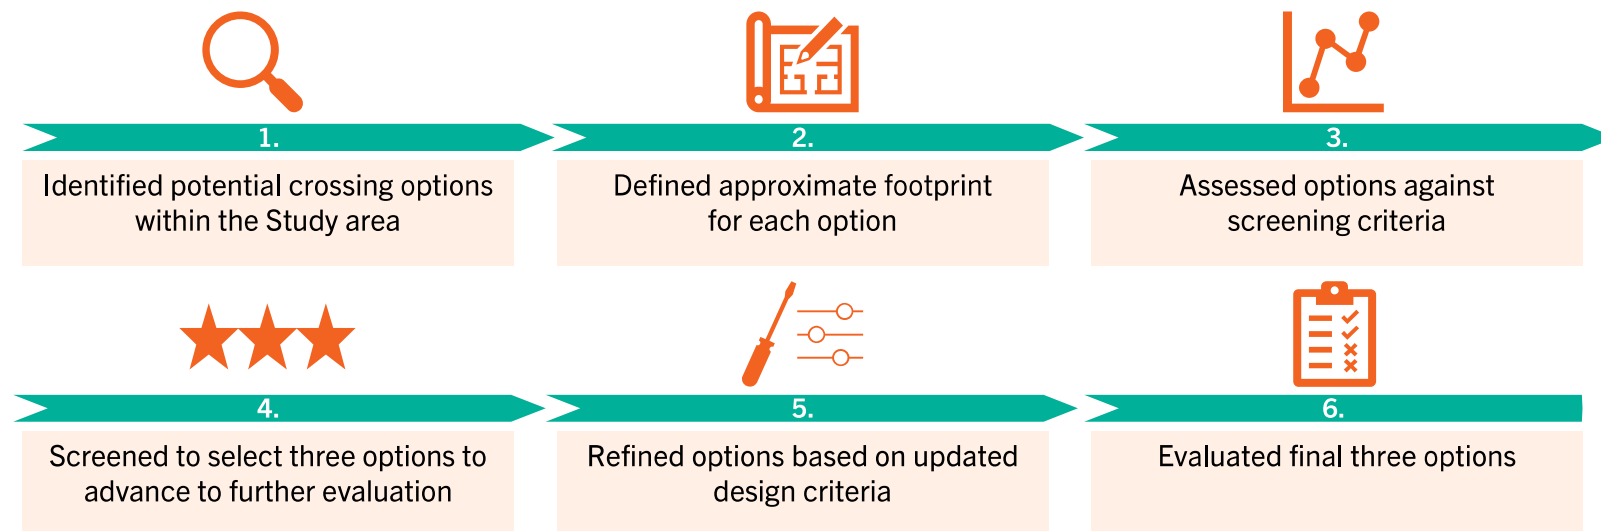 1.
Identified potential crossing options
within the Study area
2.
Defined approximate footprint
for each option
3.
Assessed options against
screening criteria
4.
Screened to select three options to
advance to further evaluation
5.
Refined options based on updated
design criteria
6.
Evaluated final three options